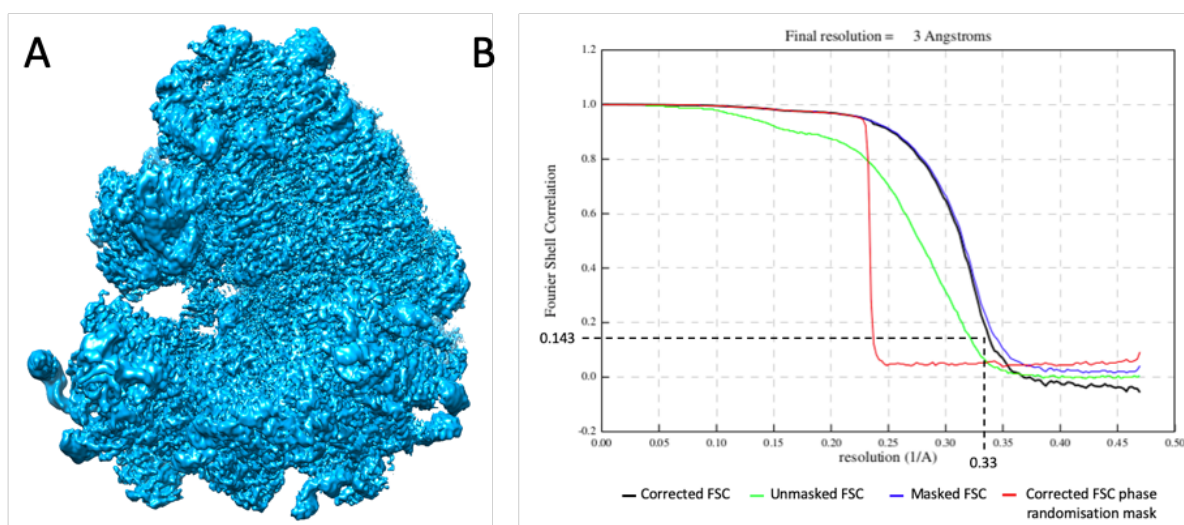 A
B
Final resolution = 3 Angstroms
1.2
1.0
0.8
0.6
0.4
0.2
0.143
0.0
-0.2
Fourier Shell Correlation
0.00 0.05 0.10 0.15 0.20 0.25 0.30 0.35 0.40 0.45 0.50
resolution (1/A)
0.33
Corrected FSC Unmasked FSC Masked FSC Corrected FSC phase
randomisation mask